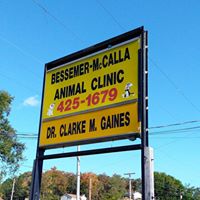 BESSEMER-McCALLA
ANIMAL CLINIC
425-1679
DR. CLARKE M. GAINES